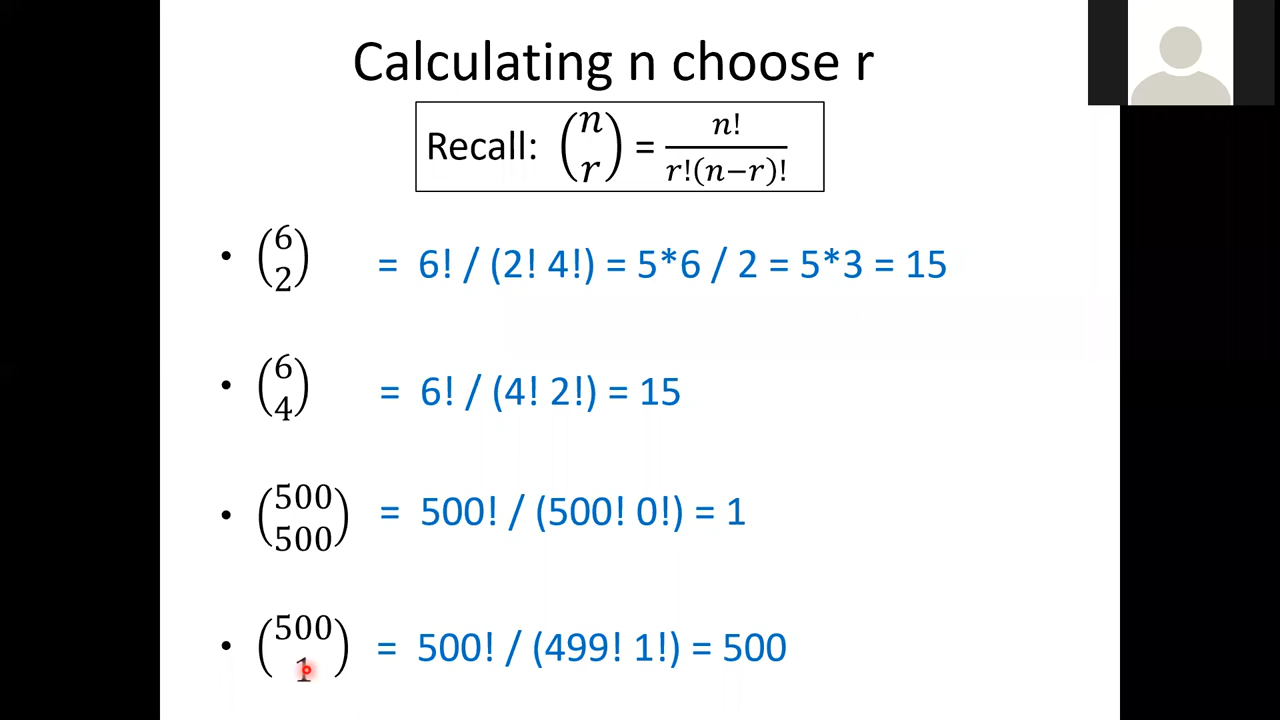 Calculating n choose r
Recall: (n r) = n! / r!(n−r)!
• (6 2) = 6! / (2! 4!) = 5*6 / 2 = 5*3 = 15
• (6 4) = 6! / (4! 2!) = 15
• (500 500) = 500! / (500! 0!) = 1
• (500 1) = 500! / (499! 1!) = 500